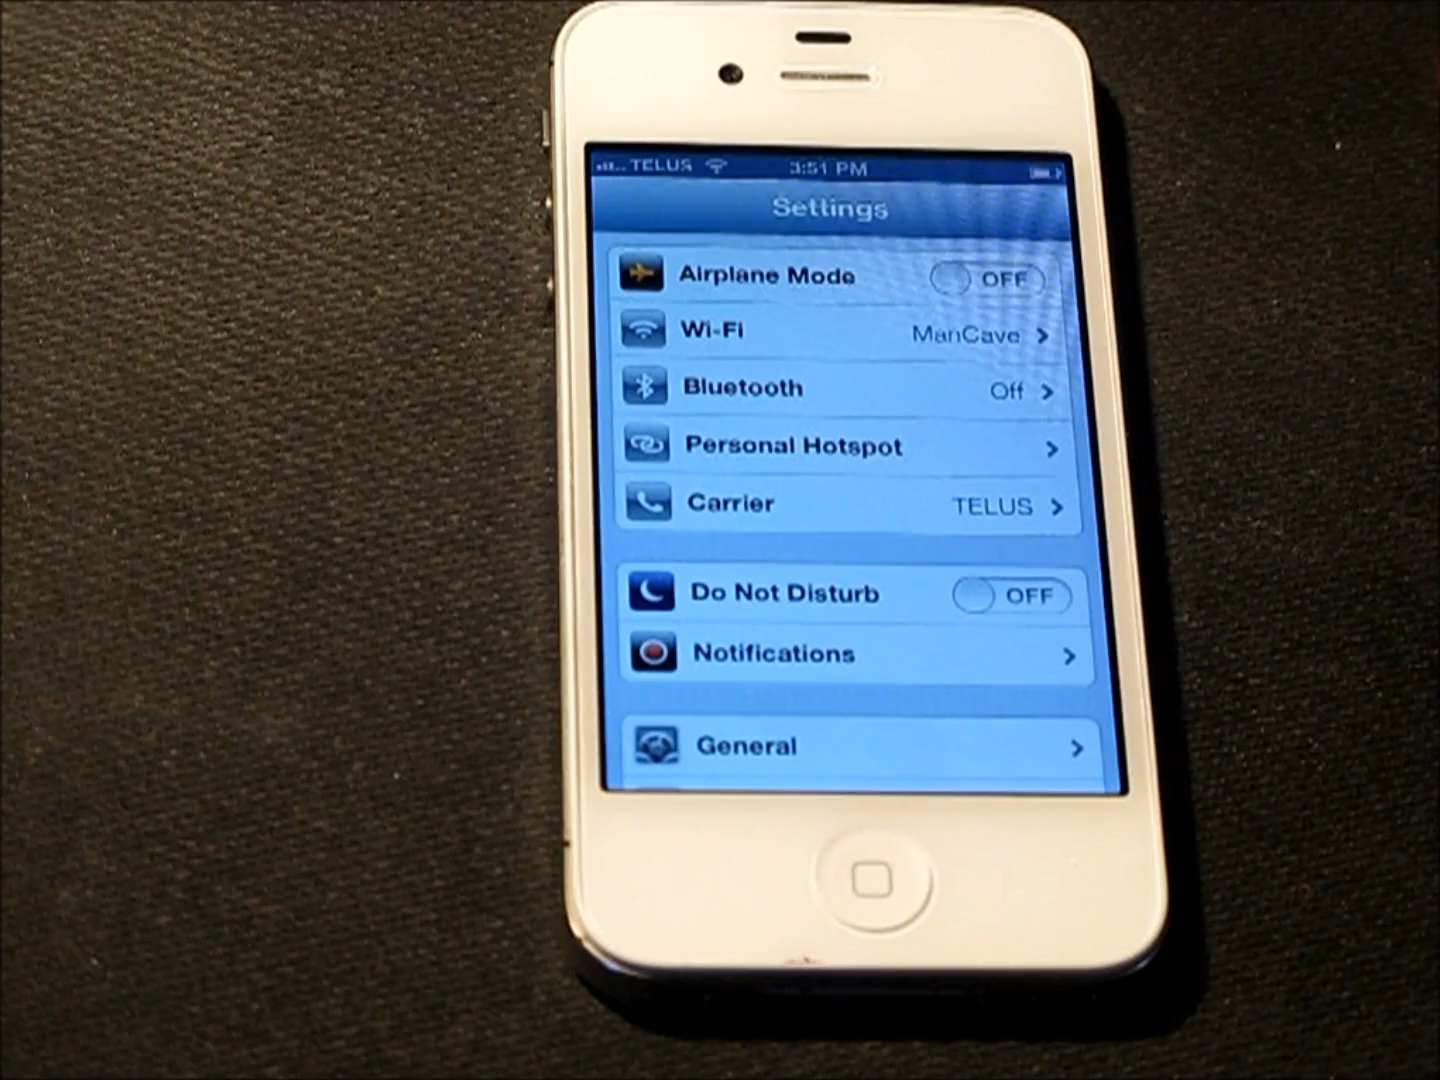 TELUS 3:51 PM
Settings
Airplane Mode OFF
Wi-Fi ManCave
Bluetooth Off
Personal Hotspot
Carrier TELUS
Do Not Disturb OFF
Notifications
General